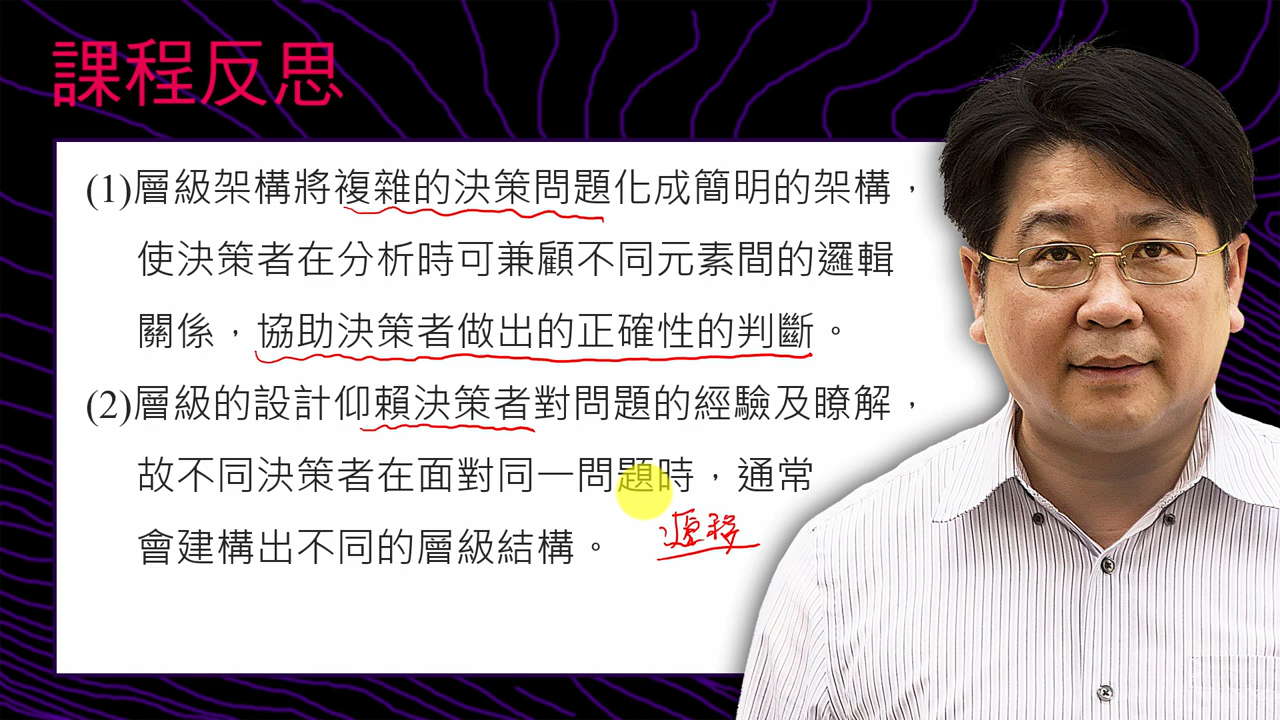 課程反思
(1)層級架構將複雜的決策問題化成簡明的架構，
使決策者在分析時可兼顧不同元素間的邏輯
關係，協助決策者做出的正確性的判斷。
(2)層級的設計仰賴決策者對問題的經驗及瞭解，
故不同決策者在面對同一問題時，通常
會建構出不同的層級結構。